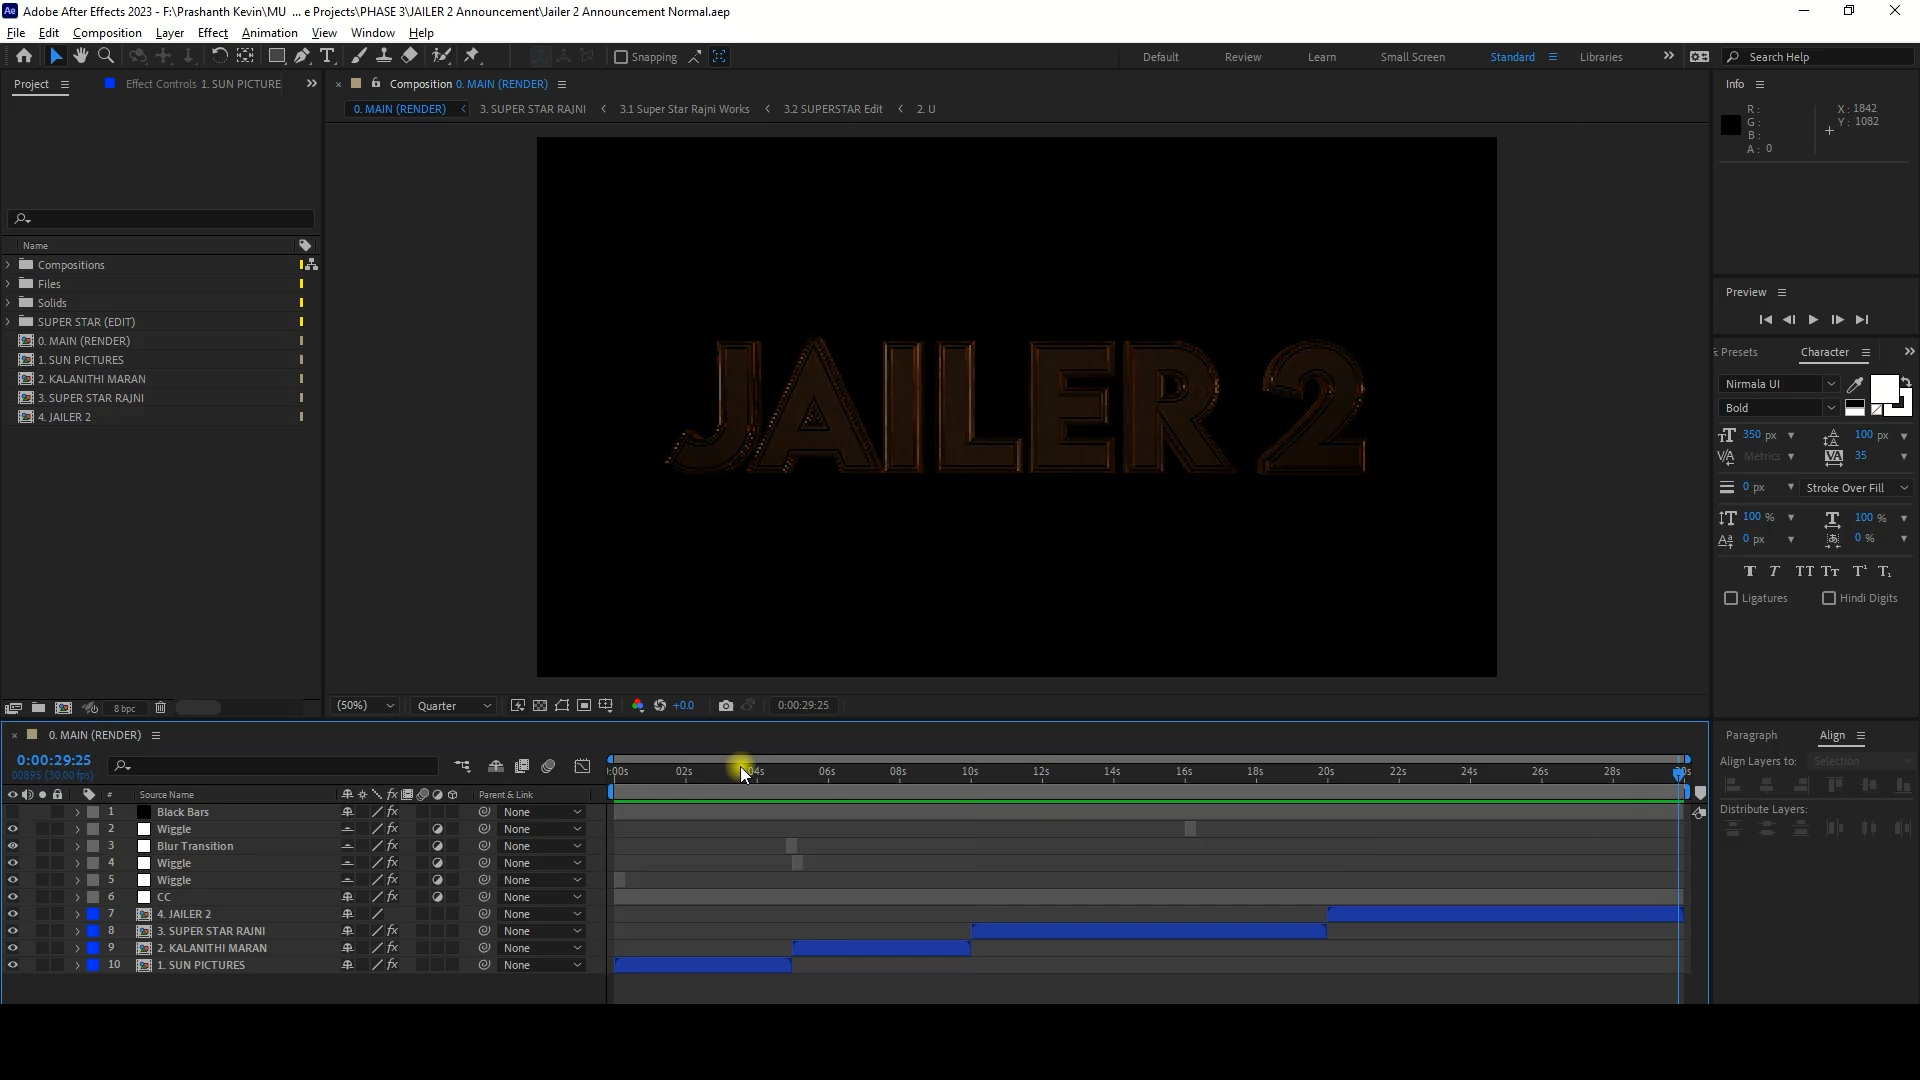 Adobe After Effects 2023 - F:\Prashanth Kevin\MU ... e Projects\PHASE 3\JAILER 2 Announcement\Jailer 2 Announcement Normal.aep
File Edit Composition Layer Effect Animation View Window Help
Snapping Default Review Learn Small Screen Standard Libraries Search Help
Project Effect Controls 1. SUN PICTURE Composition 0. MAIN (RENDER) Info
0. MAIN (RENDER) 3. SUPER STAR RAJNI 3.1 Super Star Rajni Works 3.2 SUPERSTAR Edit 2. U
R: X: 1842
G: Y: 1082
B:
A: 0
Name
Compositions
Files
Solids
SUPER STAR (EDIT)
0. MAIN (RENDER)
1. SUN PICTURES
2. KALANITHI MARAN
3. SUPER STAR RAJNI
4. JAILER 2
JAILER 2
Preview
Presets Character
Nirmala UI
Bold
350 px 100 px
Metrics 35
0 px Stroke Over Fill
100 % 100 %
0 px 0 %
Ligatures Hindi Digits
8 bpc (50%) Quarter +0.0 0:00:29:25
0. MAIN (RENDER)
0:00:29:25
00895 (30.00 fps)
:00s 02s 04s 06s 08s 10s 12s 14s 16s 18s 20s 22s 24s 26s 28s
# Source Name Parent & Link
1 Black Bars None
2 Wiggle None
3 Blur Transition None
4 Wiggle None
5 Wiggle None
6 CC None
7 4. JAILER 2 None
8 3. SUPER STAR RAJNI None
9 2. KALANITHI MARAN None
10 1. SUN PICTURES None
Paragraph Align
Align Layers to: Selection
Distribute Layers: